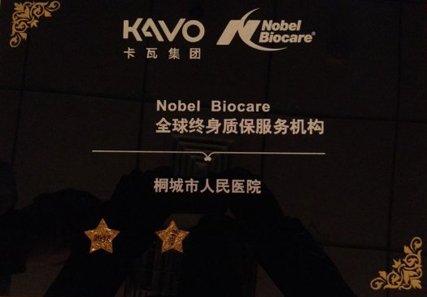 KAVO
卡瓦集团
Nobel
Biocare®
Nobel Biocare
全球终身质保服务机构
桐城市人民医院